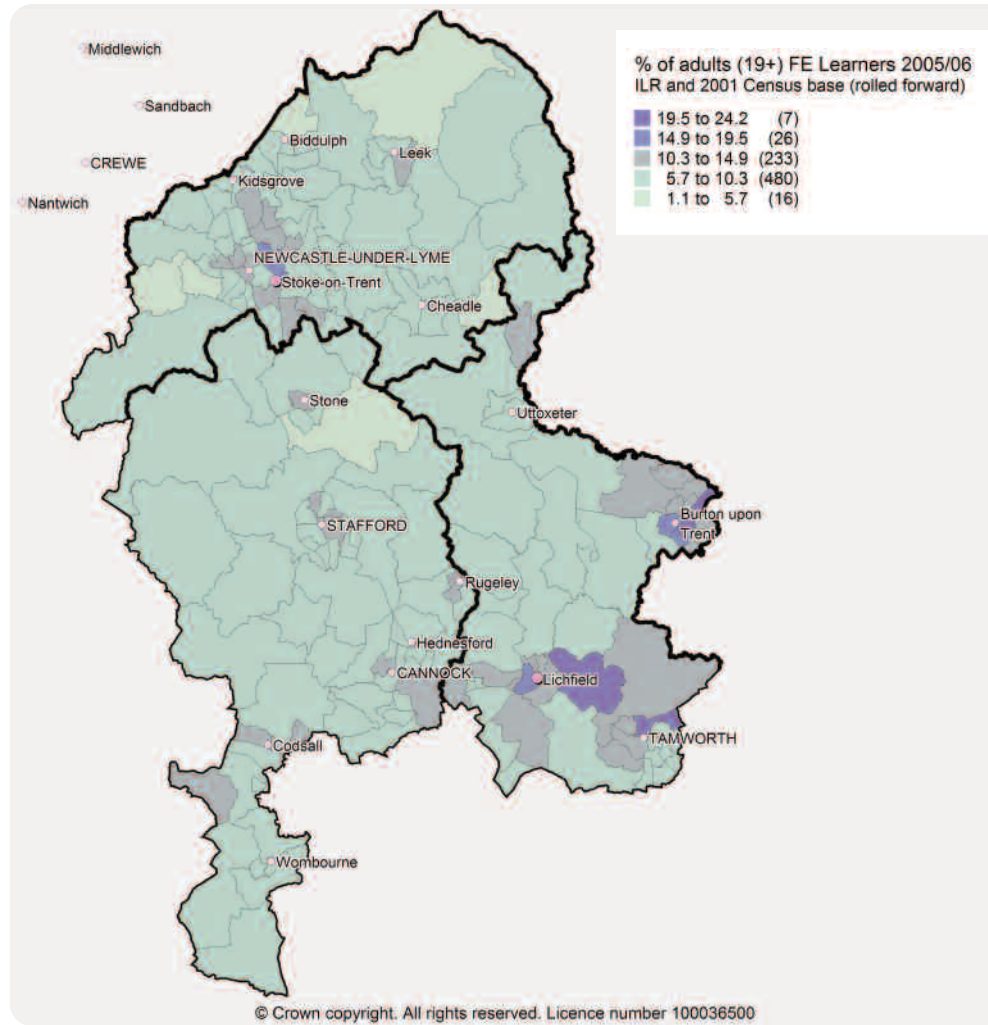 Middlewich
Sandbach
CREWE
Nantwich
% of adults (19+) FE Learners 2005/06
ILR and 2001 Census base (rolled forward)
19.5 to 24.2 (7)
14.9 to 19.5 (26)
10.3 to 14.9 (233)
5.7 to 10.3 (480)
1.1 to 5.7 (16)
Biddulph
Leek
Kidsgrove
NEWCASTLE-UNDER-LYME
Stoke-on-Trent
Cheadle
Stone
Uttoxeter
STAFFORD
Burton upon
Trent
Rugeley
Hednesford
CANNOCK
Lichfield
TAMWORTH
Codsall
Wombourne
© Crown copyright. All rights reserved. Licence number 100036500